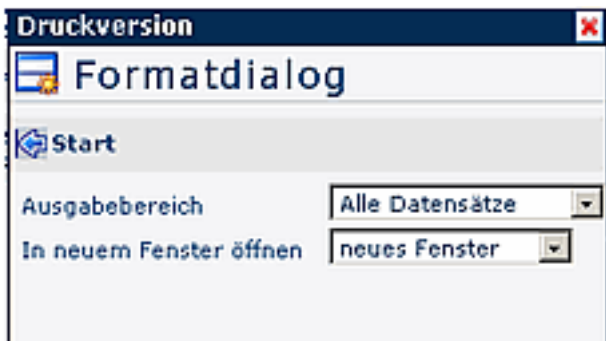 Druckversion
Formatdialog
Start
Ausgabebereich Alle Datensätze
In neuem Fenster öffnen neues Fenster